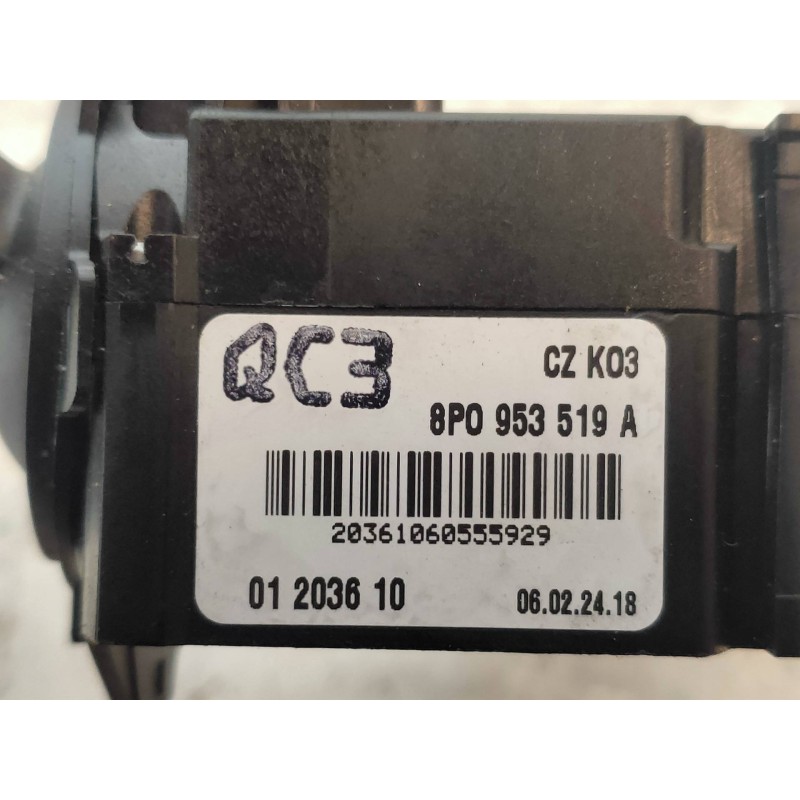 QC3
CZ K03
8P0 953 519 A
20361060555929
01 2036 10
06.02.24.18